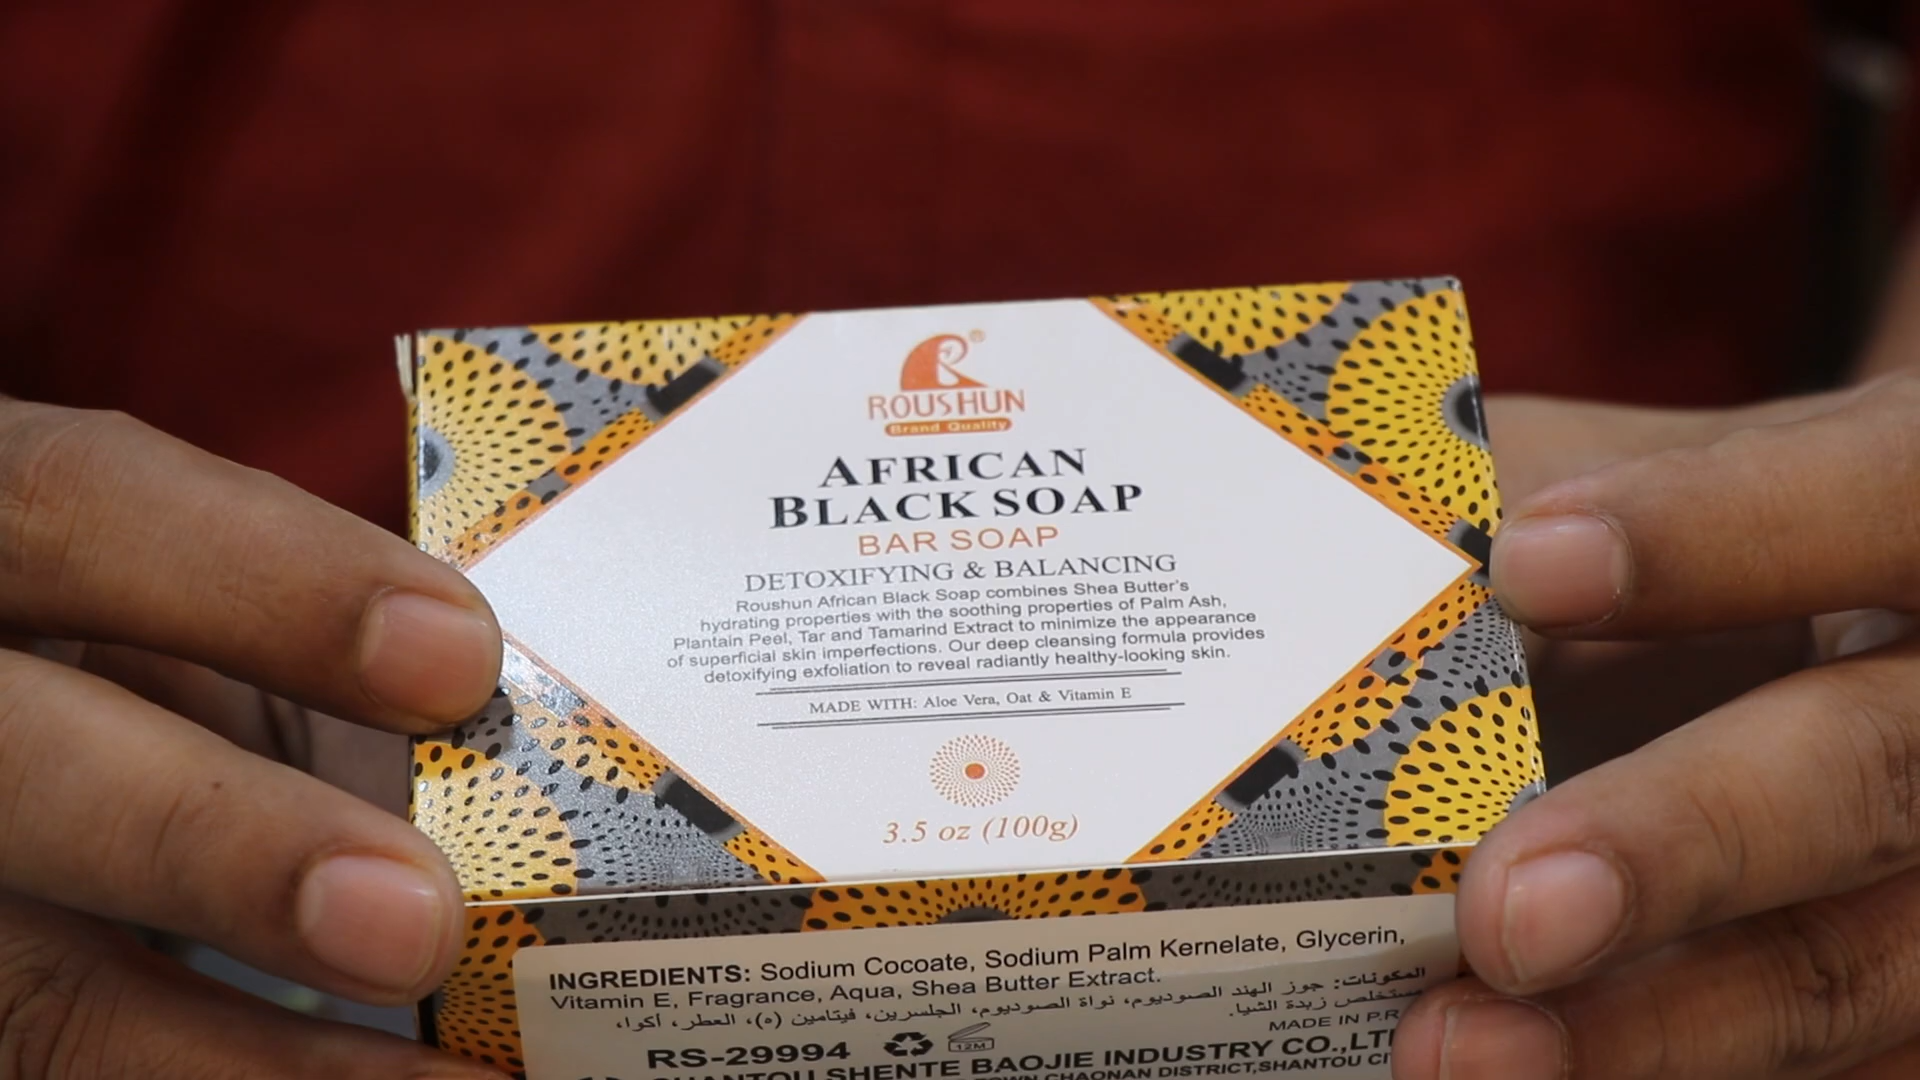 ROUSHUN
Brand Quality
AFRICAN
BLACK SOAP
BAR SOAP
DETOXIFYING & BALANCING
Roushun African Black Soap combines Shea Butter's
hydrating properties with the soothing properties of Palm Ash,
Plantain Peel, Tar and Tamarind Extract to minimize the appearance
of superficial skin imperfections. Our deep cleansing formula provides
detoxifying exfoliation to reveal radiantly healthy-looking skin.
MADE WITH: Aloe Vera, Oat & Vitamin E
3.5 oz (100g)
INGREDIENTS: Sodium Cocoate, Sodium Palm Kernelate, Glycerin,
Vitamin E, Fragrance, Aqua, Shea Butter Extract.
المكونات: جوز الهند الصوديوم، نواة الصوديوم، الجلسرين، فيتامين (ه)، العطر، أكوا،
مستخلص زبدة الشيا.
MADE IN P.R
RS-29994
12M
SHENTE BAOJIE INDUSTRY CO.,LT
CHAONAN DISTRICT,SHANTOU